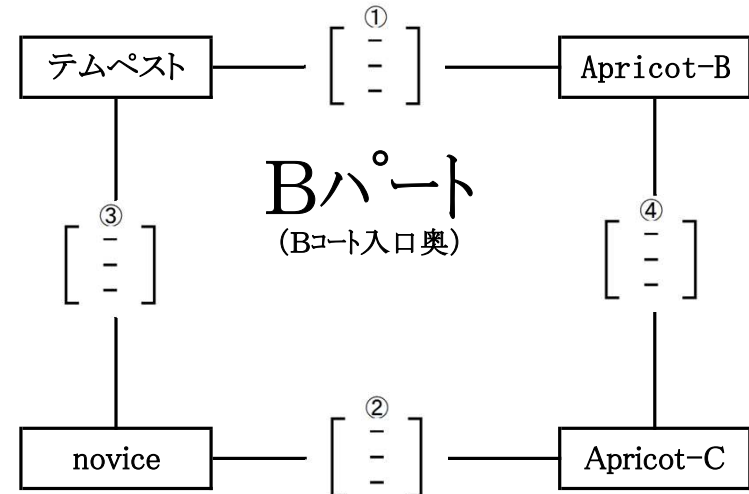 ①
テムペスト [ － － － ] Apricot-B
Bパート
(Bコート入口奥)
③ [ － － － ]
④ [ － － － ]
②
novice [ － － － ] Apricot-C